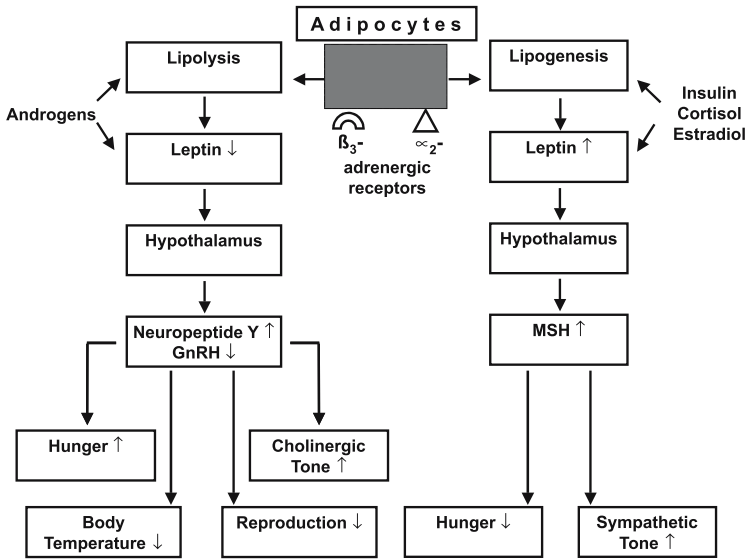 Adipocytes
Lipolysis
Lipogenesis
Androgens
Insulin
Cortisol
Estradiol
Leptin ↓
ß3-
∝2-
adrenergic
receptors
Leptin ↑
Hypothalamus
Hypothalamus
Neuropeptide Y ↑
GnRH ↓
MSH ↑
Hunger ↑
Cholinergic
Tone ↑
Body
Temperature ↓
Reproduction ↓
Hunger ↓
Sympathetic
Tone ↑